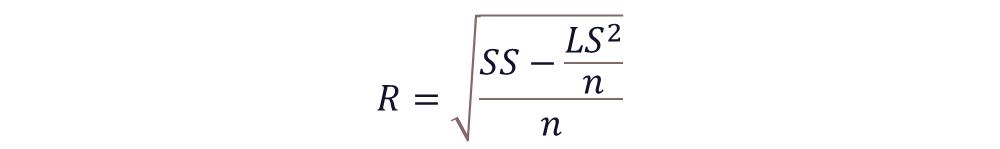 R = √((SS − LS²/n)/n)